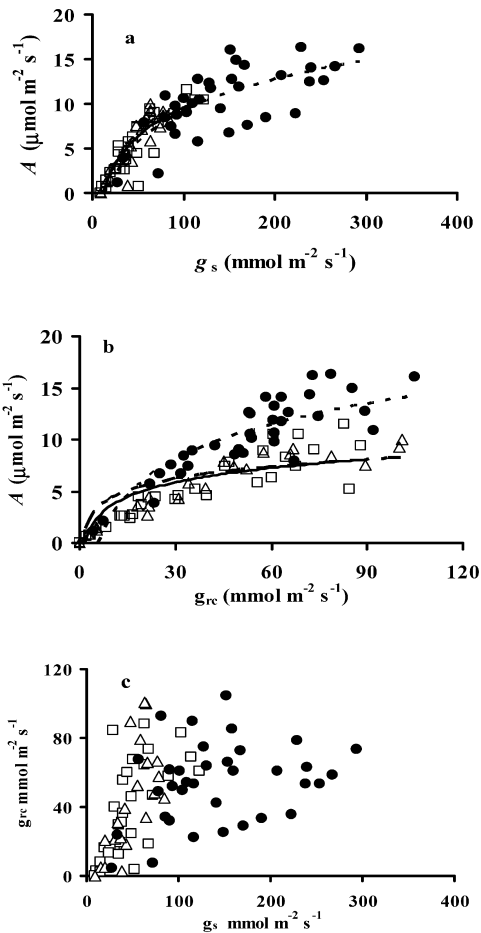 20
15
10
5
0
a
A (µmol m-2 s-1)
0 100 200 300 400
g s (mmol m-2 s-1)
20
15
10
5
0
b
A (µmol m-2 s-1)
0 30 60 90 120
grc (mmol m-2 s-1)
120
80
40
0
c
grc mmol m-2 s-1
0 100 200 300 400
gs mmol m-2 s-1